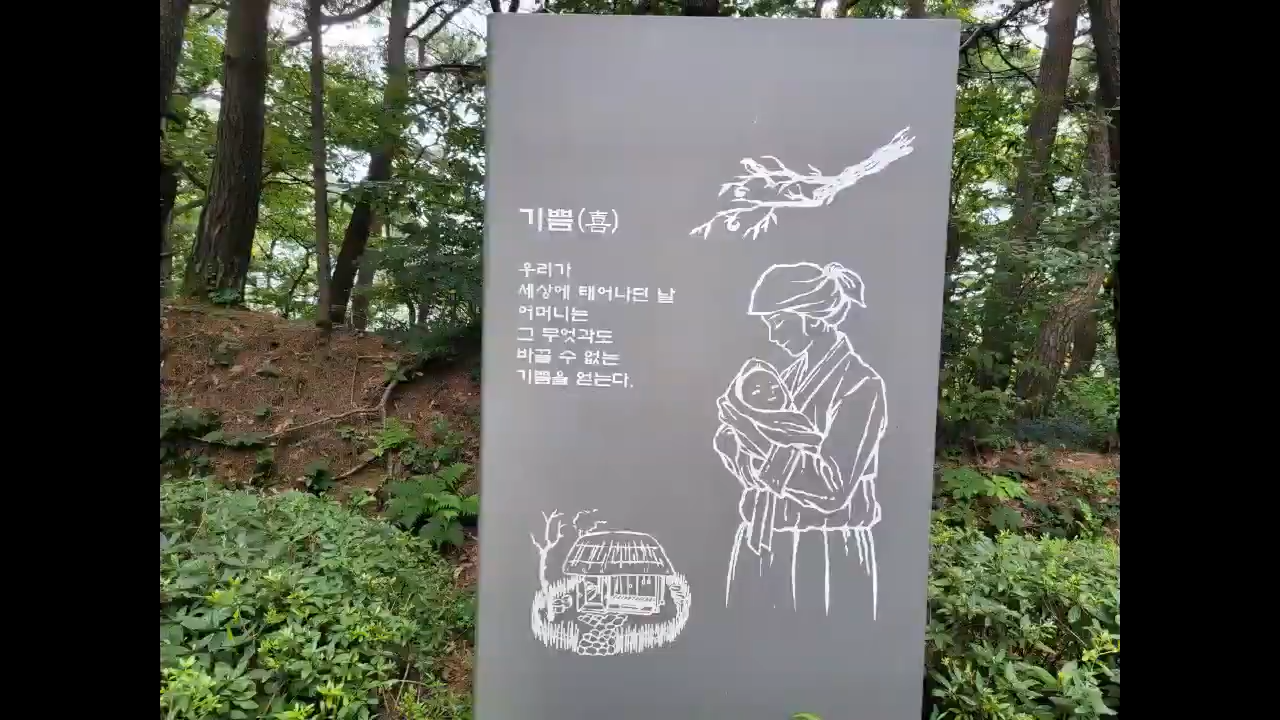 기쁨(喜)
우리가
세상에 태어나던 날
어머니는
그 무엇과도
바꿀 수 없는
기쁨을 얻는다.